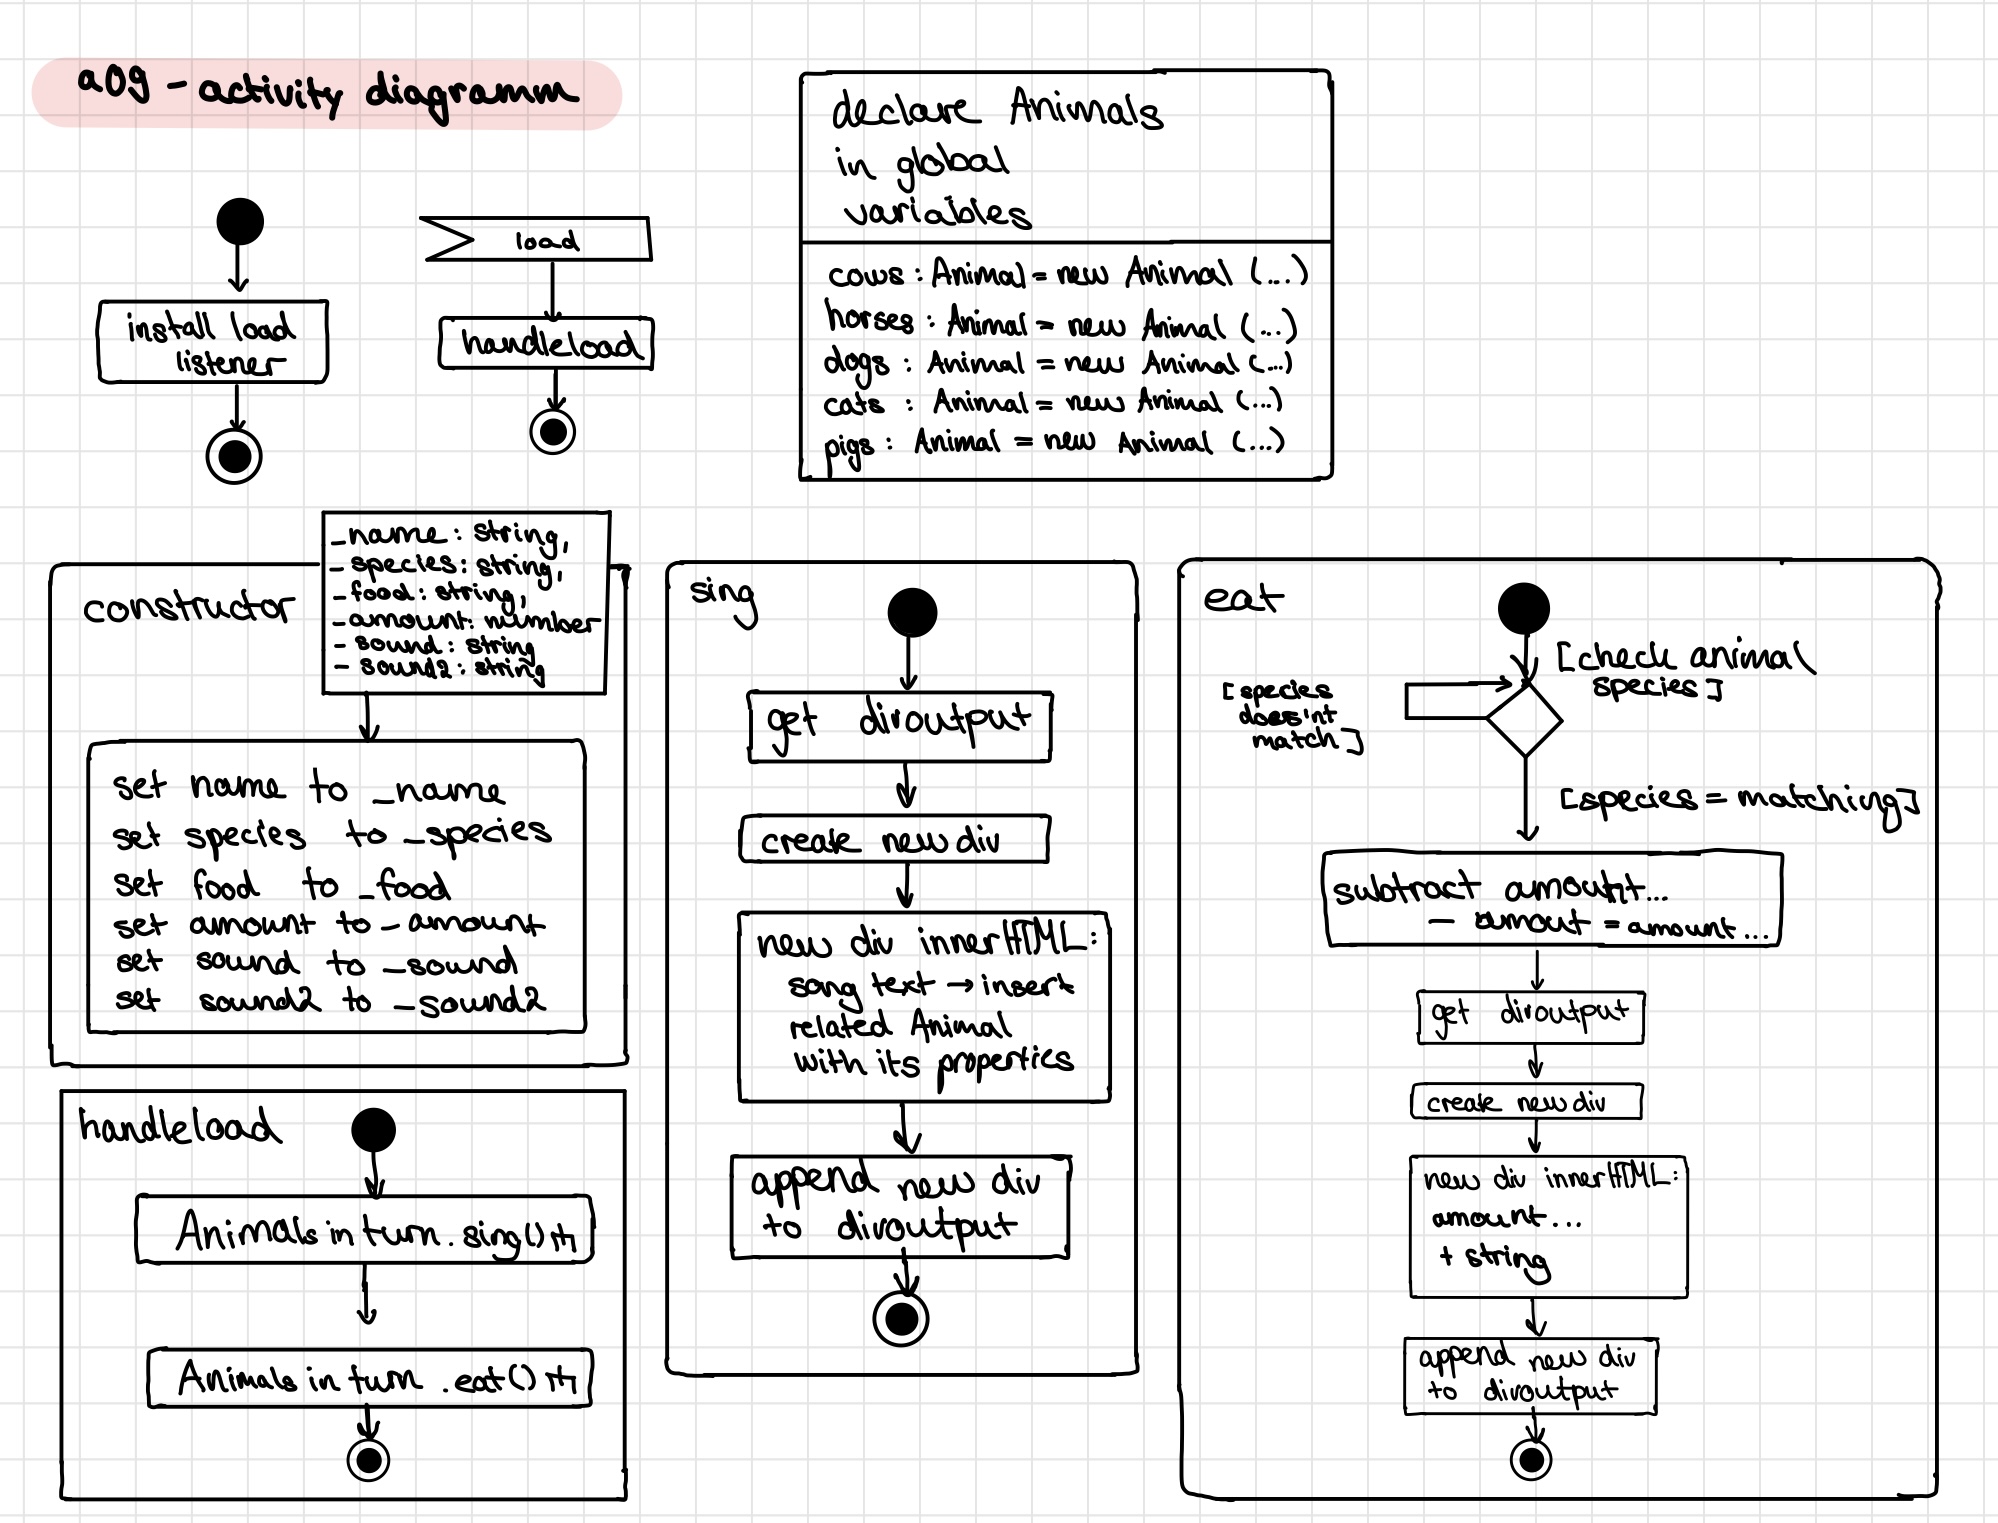 a09 - activity diagramm
install load
listener
load
handleload
declare Animals
in global
variables
cows : Animal = new Animal (...)
horses : Animal = new Animal (...)
dogs : Animal = new Animal (...)
cats : Animal = new Animal (...)
pigs : Animal = new Animal (...)
constructor
_name : string,
_species : string,
_food : string,
_amount : number
_sound : string
_sound2 : string
set name to _name
set species to _species
set food to _food
set amount to _amount
set sound to _sound
set sound2 to _sound2
handleload
Animals in turn . sing()
Animals in turn . eat()
sing
get divoutput
create new div
new div innerHTML:
song text → insert
related Animal
with its properties
append new div
to divoutput
eat
[check animal
species]
[species
does'nt
match]
[species = matching]
subtract amount...
- amout = amount...
get divoutput
create new div
new div innerHTML:
amount...
+ string
append new div
to divoutput